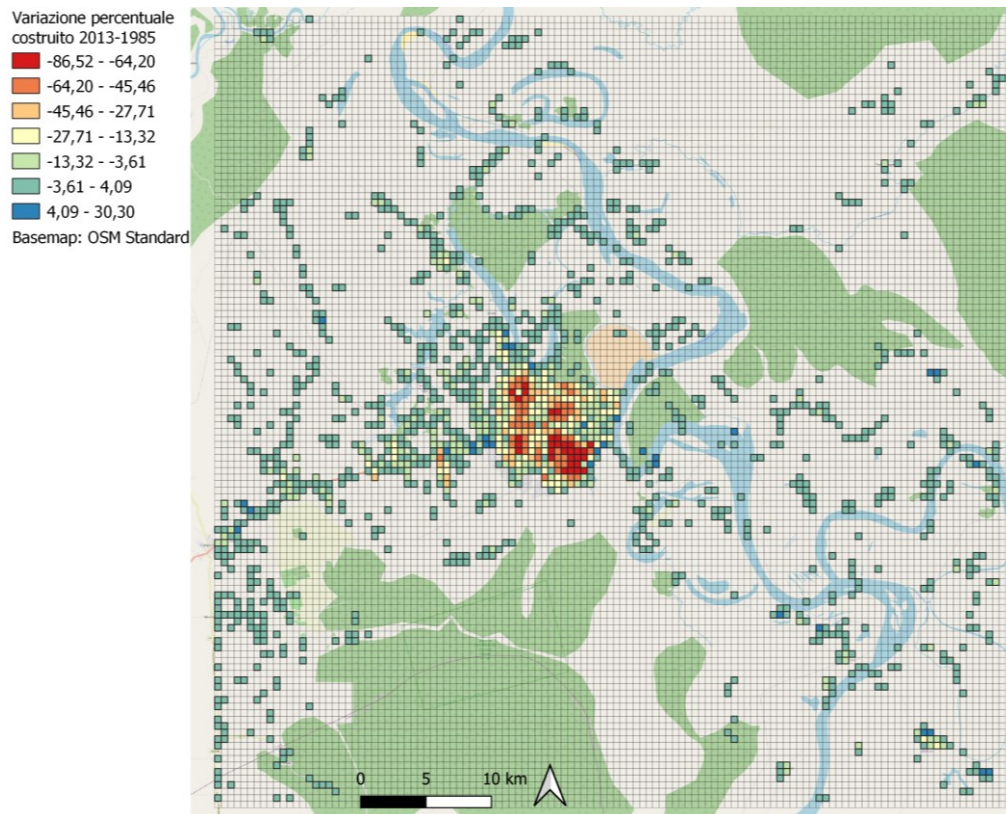 Variazione percentuale
costruito 2013-1985
-86,52 - -64,20
-64,20 - -45,46
-45,46 - -27,71
-27,71 - -13,32
-13,32 - -3,61
-3,61 - 4,09
4,09 - 30,30
Basemap: OSM Standard
0 5 10 km